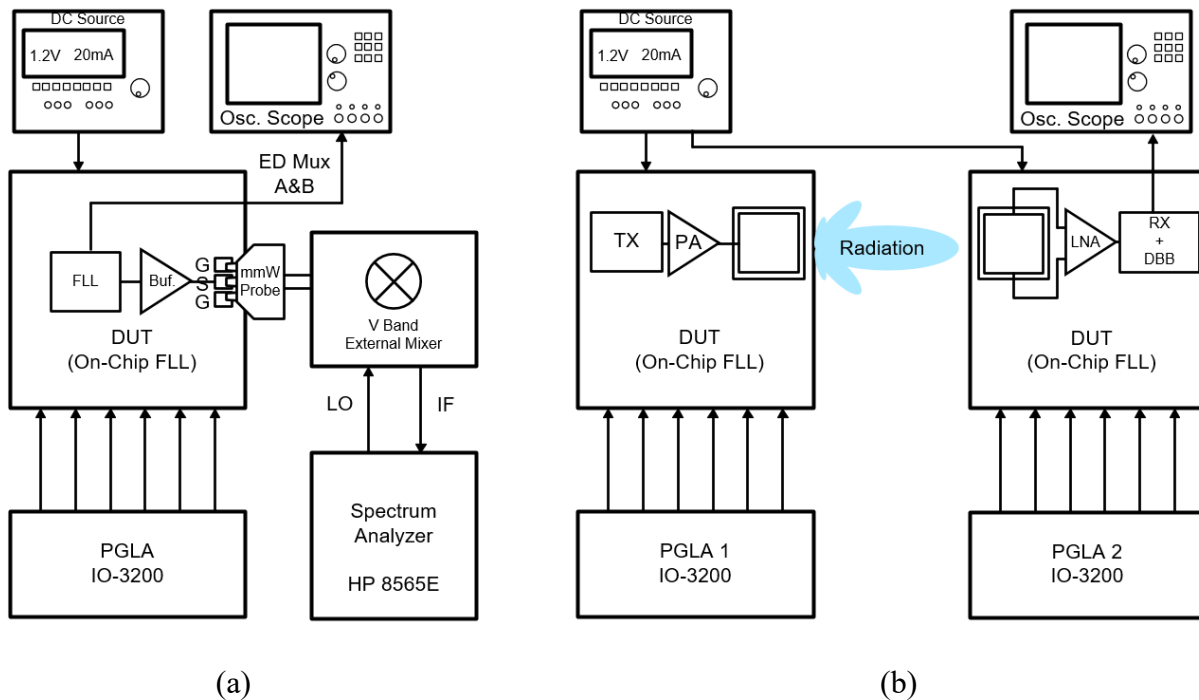 DC Source
1.2V 20mA
Osc. Scope
ED Mux
A&B
FLL
Buf.
G
S
G
mmW
Probe
V Band
External Mixer
DUT
(On-Chip FLL)
LO
IF
PGLA
IO-3200
Spectrum
Analyzer
HP 8565E
(a)
DC Source
1.2V 20mA
Osc. Scope
TX
PA
Radiation
LNA
RX
+
DBB
DUT
(On-Chip FLL)
DUT
(On-Chip FLL)
PGLA 1
IO-3200
PGLA 2
IO-3200
(b)